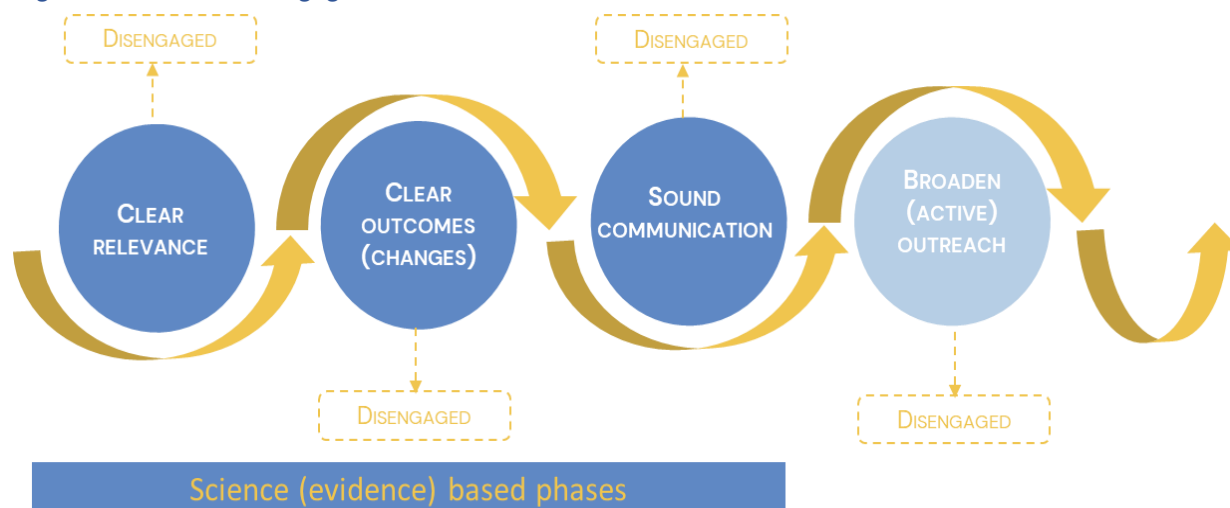 DISENGAGED
DISENGAGED
CLEAR
RELEVANCE
CLEAR
OUTCOMES
(CHANGES)
SOUND
COMMUNICATION
BROADEN
(ACTIVE)
OUTREACH
DISENGAGED
DISENGAGED
Science (evidence) based phases